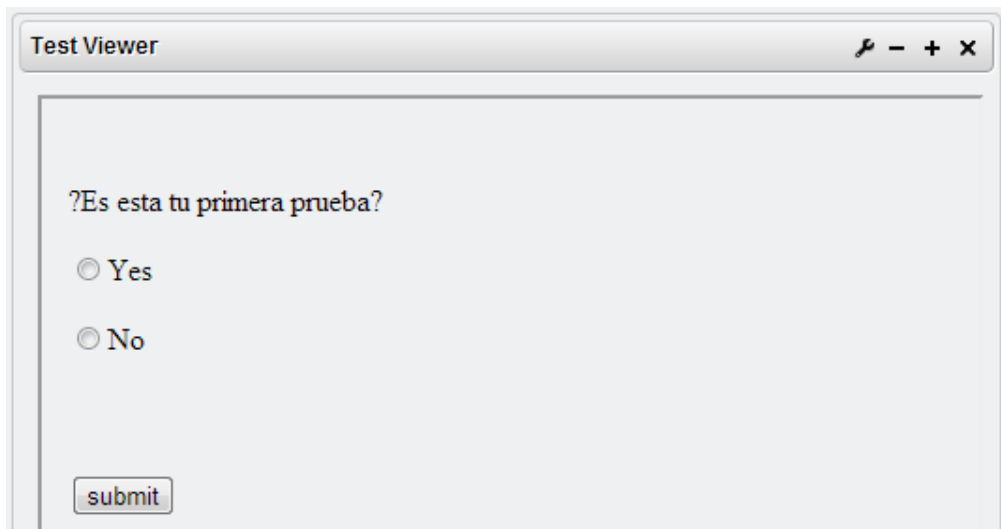 Test Viewer
?Es esta tu primera prueba?
Yes
No
submit